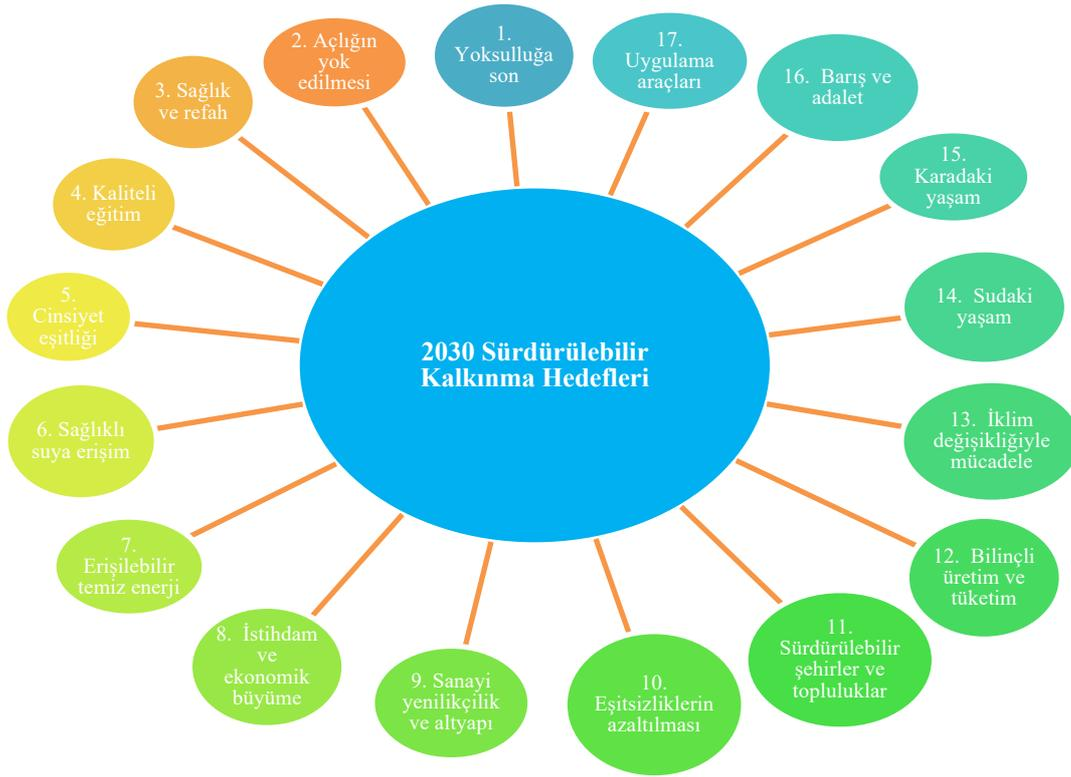 2030 Sürdürülebilir
Kalkınma Hedefleri
1.
Yoksulluğa
son
2. Açlığın
yok
edilmesi
3. Sağlık
ve refah
4. Kaliteli
eğitim
5.
Cinsiyet
eşitliği
6. Sağlıklı
suya erişim
7.
Erişilebilir
temiz enerji
8. İstihdam
ve
ekonomik
büyüme
9. Sanayi
yenilikçilik
ve altyapı
10.
Eşitsizliklerin
azaltılması
11.
Sürdürülebilir
şehirler ve
topluluklar
12. Bilinçli
üretim ve
tüketim
13. İklim
değişikliğiyle
mücadele
14. Sudaki
yaşam
15.
Karadaki
yaşam
16. Barış ve
adalet
17.
Uygulama
araçları